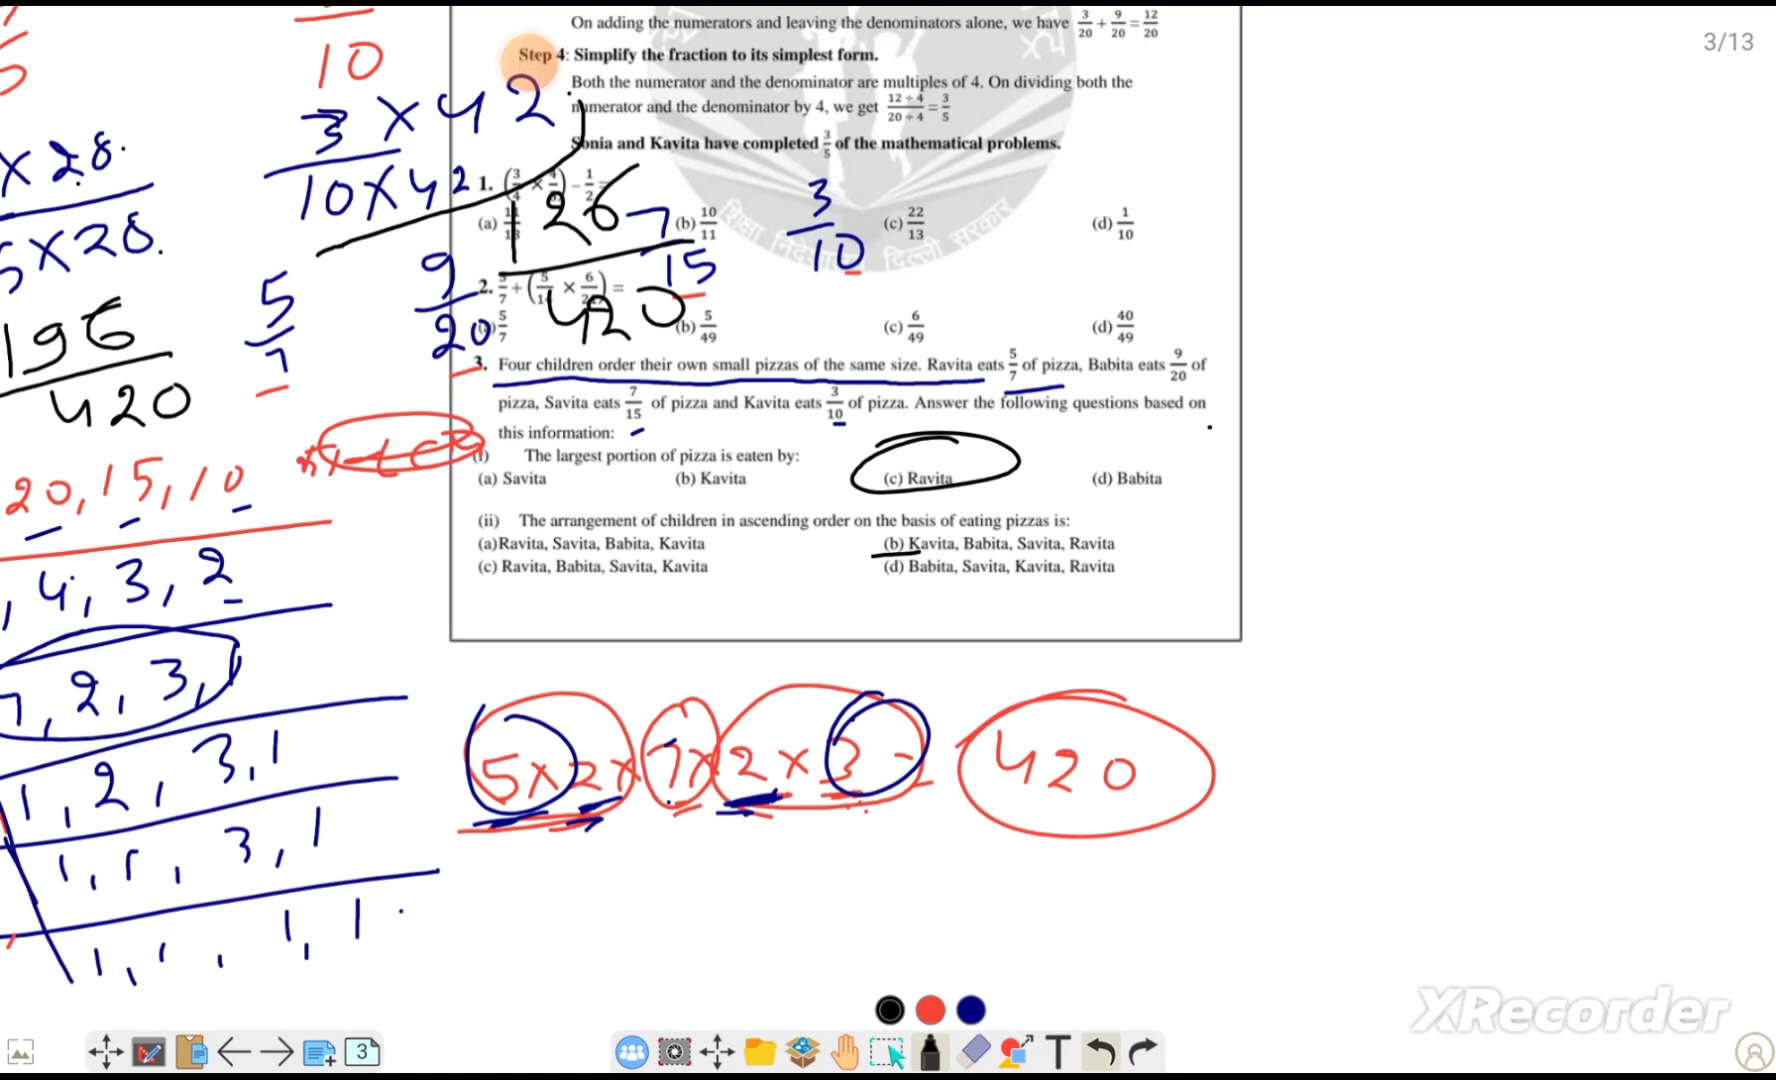 3/13
On adding the numerators and leaving the denominators alone, we have 3/20 + 9/20 = 12/20
Step 4: Simplify the fraction to its simplest form.
Both the numerator and the denominator are multiples of 4. On dividing both the
numerator and the denominator by 4, we get 12 ÷ 4/20 ÷ 4 = 3/5
Sonia and Kavita have completed 3/5 of the mathematical problems.
1.
(a) (b) 10/11 (c) 22/13 (d) 1/10
2.
(b) 5/49 (c) 6/49 (d) 40/49
3. Four children order their own small pizzas of the same size. Ravita eats 5/7 of pizza, Babita eats 9/20 of
pizza, Savita eats 7/15 of pizza and Kavita eats 3/10 of pizza. Answer the following questions based on
this information:
(i) The largest portion of pizza is eaten by:
(a) Savita (b) Kavita (c) Ravita (d) Babita
(ii) The arrangement of children in ascending order on the basis of eating pizzas is:
(a)Ravita, Savita, Babita, Kavita (b) Kavita, Babita, Savita, Ravita
(c) Ravita, Babita, Savita, Kavita (d) Babita, Savita, Kavita, Ravita
10
3 × 42
10 × 42
126
420
× 28
5 × 28
196
420
5/7
9/20
7/15
3/10
20, 15, 10
, 4, 3, 2
7, 2, 3, 1
1, 2, 3, 1
1, 1, 3, 1
1, 1, 1, 1
5 × 2 × 7 × 2 × 3 = 420
XRecorder
3
T